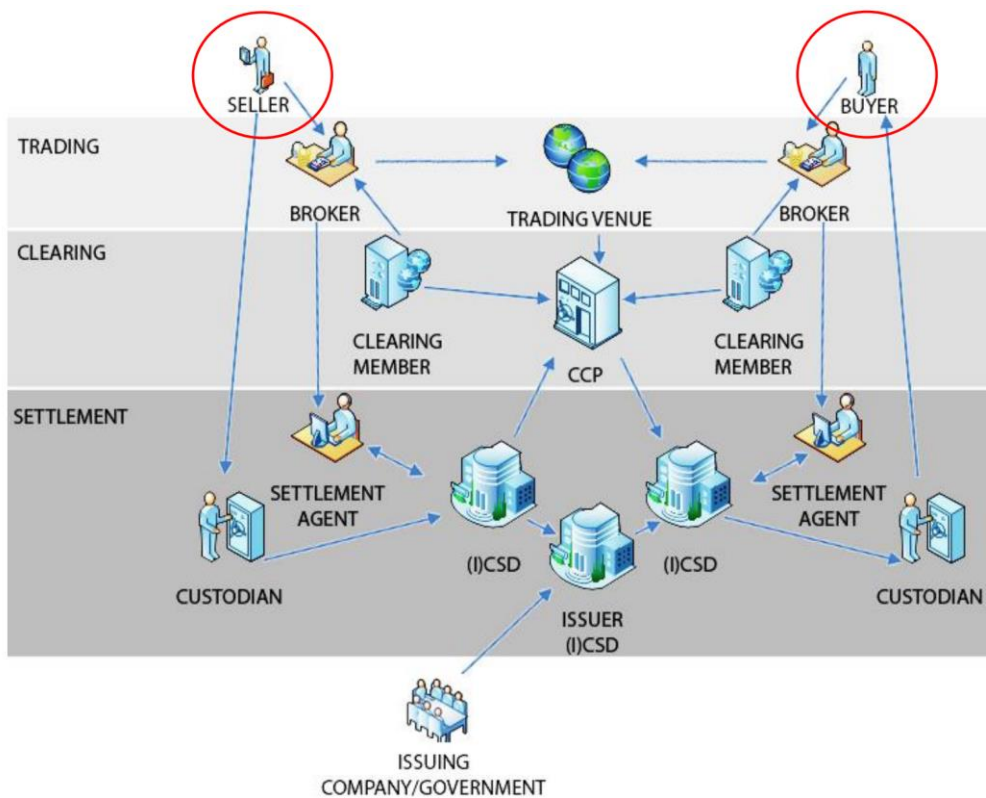 SELLER
BUYER
TRADING
BROKER
TRADING VENUE
BROKER
CLEARING
CLEARING
MEMBER
CCP
CLEARING
MEMBER
SETTLEMENT
SETTLEMENT
AGENT
SETTLEMENT
AGENT
(I)CSD
(I)CSD
CUSTODIAN
ISSUER
(I)CSD
CUSTODIAN
ISSUING
COMPANY/GOVERNMENT